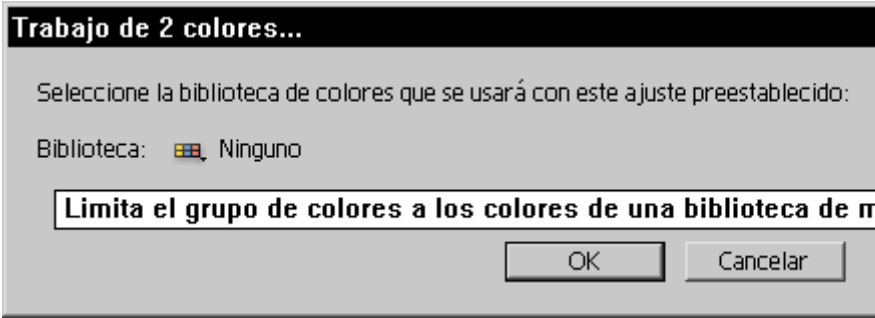 Trabajo de 2 colores...
Seleccione la biblioteca de colores que se usará con este ajuste preestablecido:
Biblioteca: Ninguno
Limita el grupo de colores a los colores de una biblioteca de
OK Cancelar